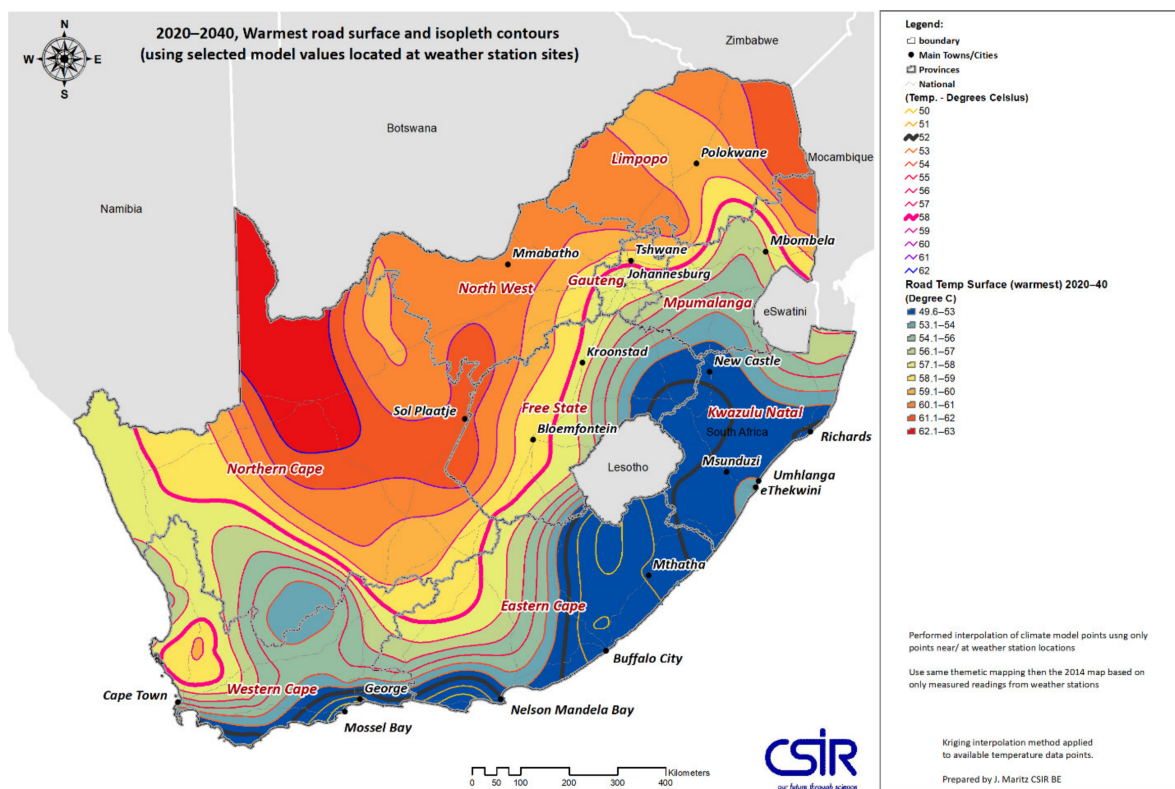 2020–2040, Warmest road surface and isopleth contours
(using selected model values located at weather station sites)
N
W
E
S
Zimbabwe
Botswana
Mocambique
Namibia
Limpopo
Polokwane
Mmabatho
Tshwane
Mbombela
North West
Gauteng
Johannesburg
Mpumalanga
eSwatini
Kroonstad
New Castle
Sol Plaatje
Free State
Kwazulu Natal
Bloemfontein
South Africa
Richards
Northern Cape
Lesotho
Msunduzi
Umhlanga
eThekwini
Mthatha
Eastern Cape
Buffalo City
Western Cape
George
Cape Town
Nelson Mandela Bay
Mossel Bay
Kilometers
0 50 100 200 300 400
CSIR
our future through science
Legend:
boundary
Main Towns/Cities
Provinces
National
(Temp. - Degrees Celsius)
50
51
52
53
54
55
56
57
58
59
60
61
62
Road Temp Surface (warmest) 2020–40
(Degree C)
49.6–53
53.1–54
54.1–56
56.1–57
57.1–58
58.1–59
59.1–60
60.1–61
61.1–62
62.1–63
Performed interpolation of climate model points usng only
points near/ at weather station locations
Use same themetic mapping then the 2014 map based on
only measured readings from weather stations
Kriging interpolation method applied
to available temperature data points.
Prepared by J. Maritz CSIR BE